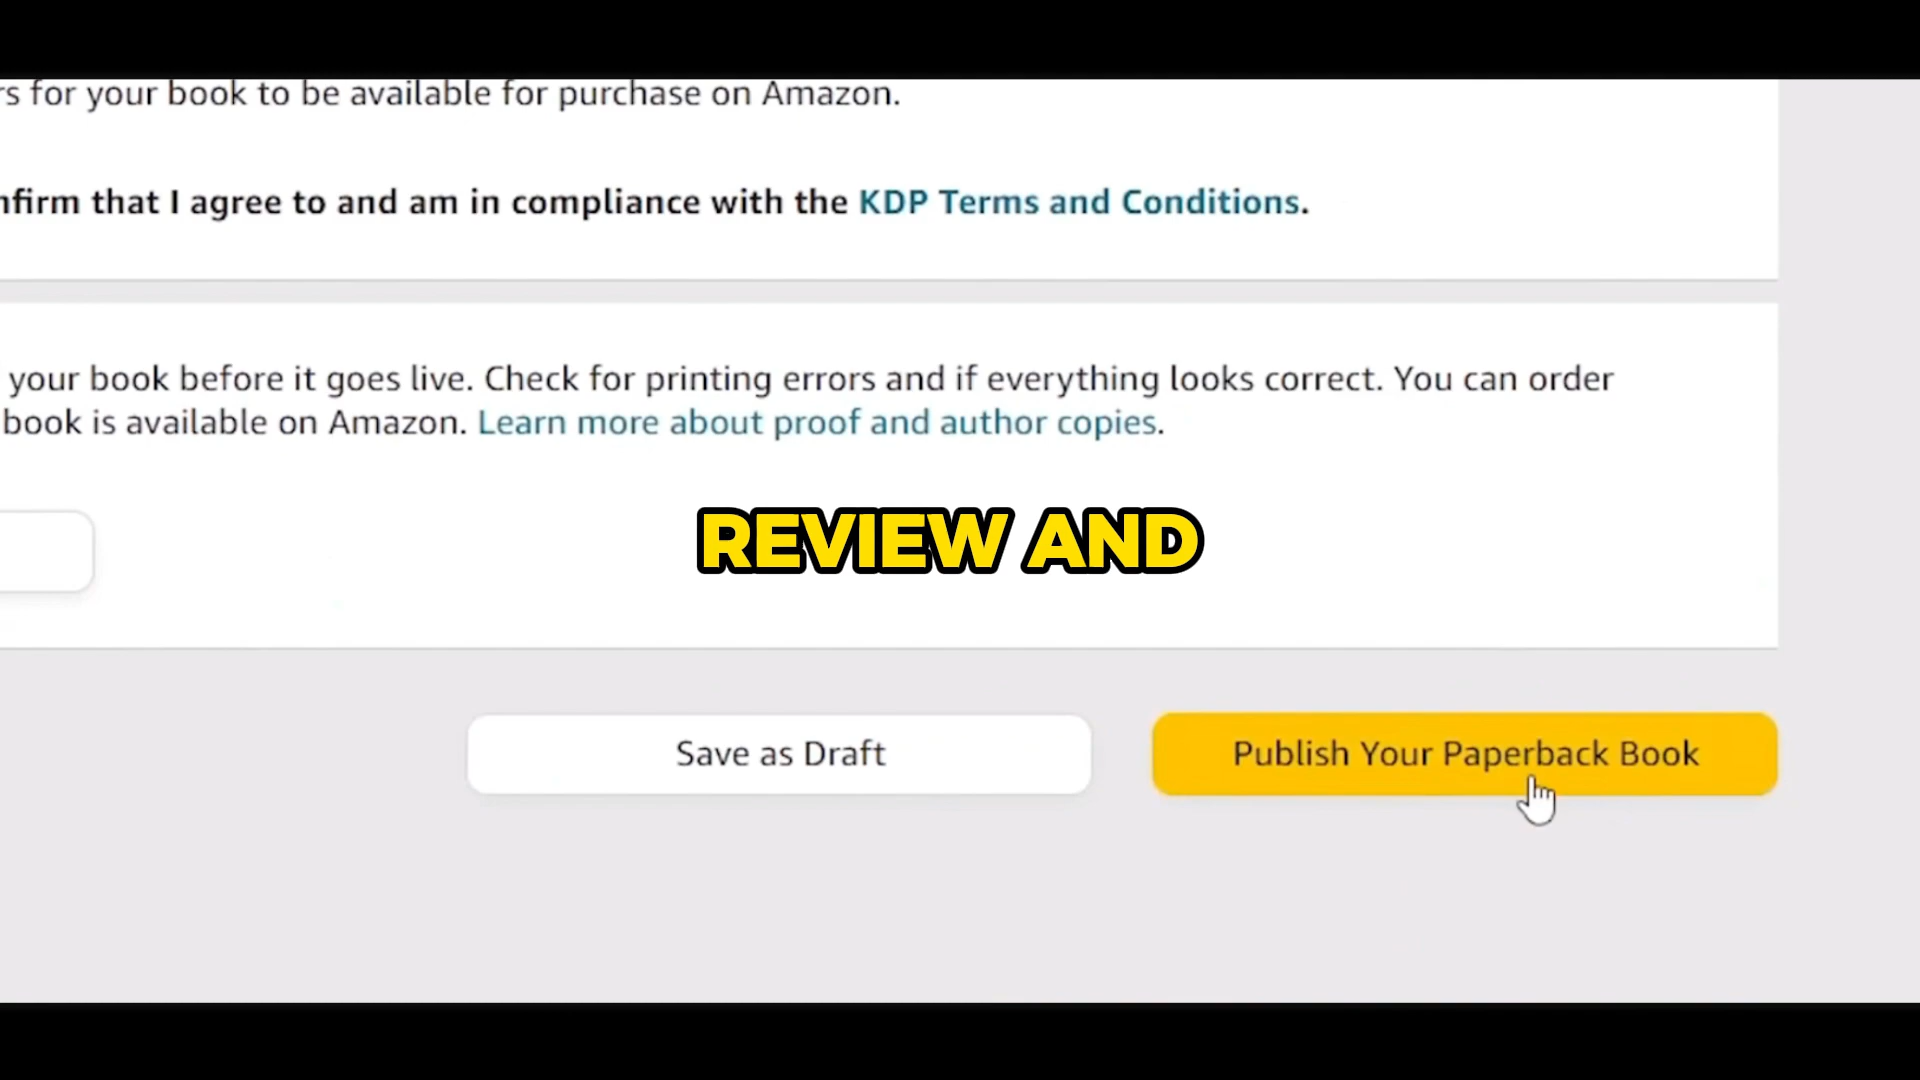 for your book to be available for purchase on Amazon.
that I agree to and am in compliance with the KDP Terms and Conditions.
your book before it goes live. Check for printing errors and if everything looks correct. You can order
book is available on Amazon. Learn more about proof and author copies.
REVIEW AND
Save as Draft
Publish Your Paperback Book